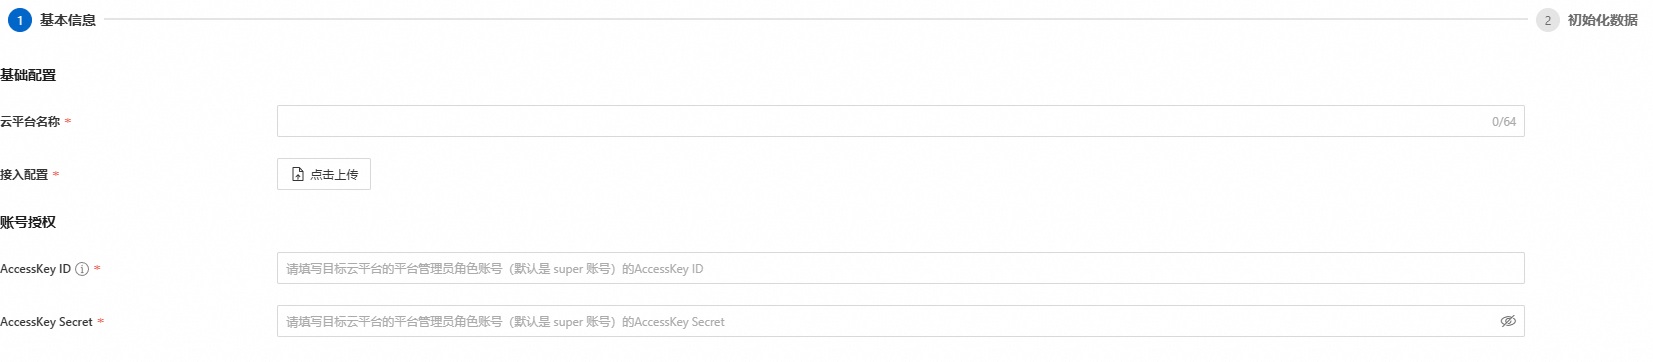 1 基本信息 2 初始化数据
基础配置
云平台名称 * 0/64
接入配置 * 点击上传
账号授权
AccessKey ID * 请填写目标云平台的平台管理员角色账号（默认是 super 账号）的AccessKey ID
AccessKey Secret * 请填写目标云平台的平台管理员角色账号（默认是 super 账号）的AccessKey Secret